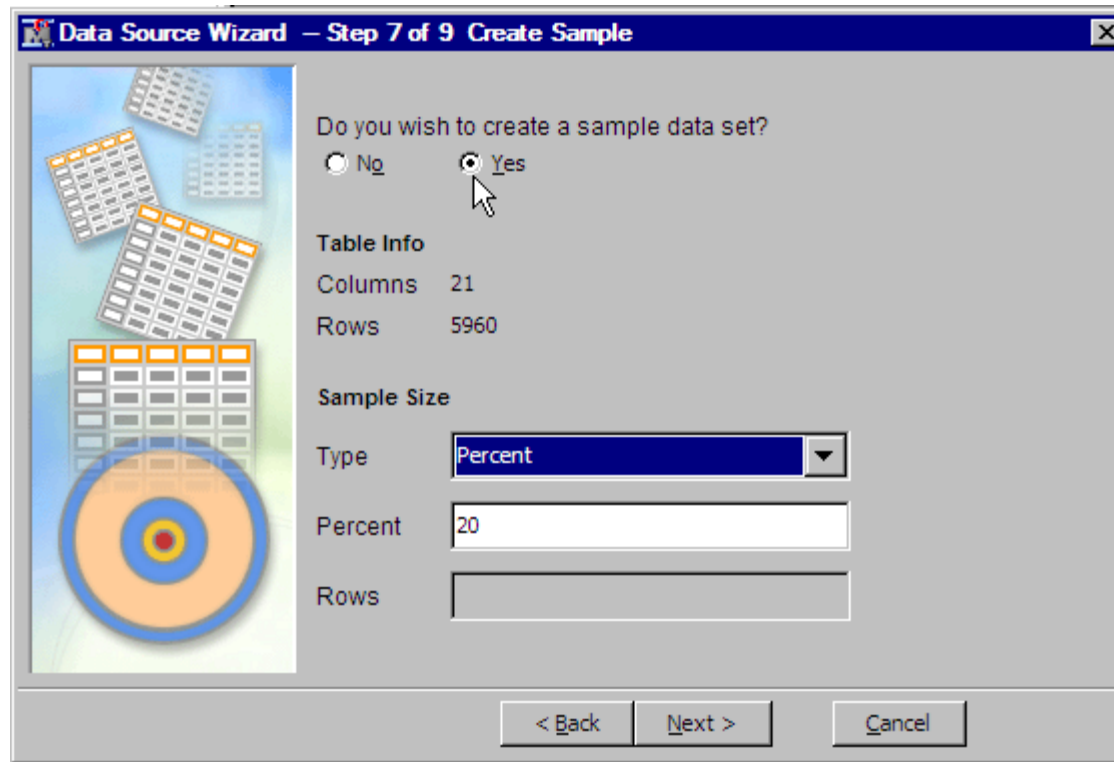 Data Source Wizard – Step 7 of 9 Create Sample
Do you wish to create a sample data set?
No Yes
Table Info
Columns 21
Rows 5960
Sample Size
Type Percent
Percent 20
Rows
< Back Next > Cancel